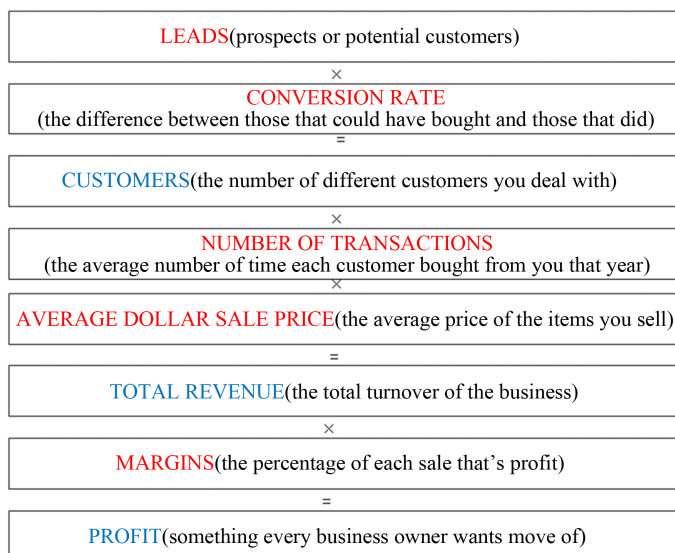 LEADS(prospects or potential customers)
×
CONVERSION RATE
(the difference between those that could have bought and those that did)
=
CUSTOMERS(the number of different customers you deal with)
×
NUMBER OF TRANSACTIONS
(the average number of time each customer bought from you that year)
×
AVERAGE DOLLAR SALE PRICE(the average price of the items you sell)
=
TOTAL REVENUE(the total turnover of the business)
×
MARGINS(the percentage of each sale that's profit)
=
PROFIT(something every business owner wants move of)